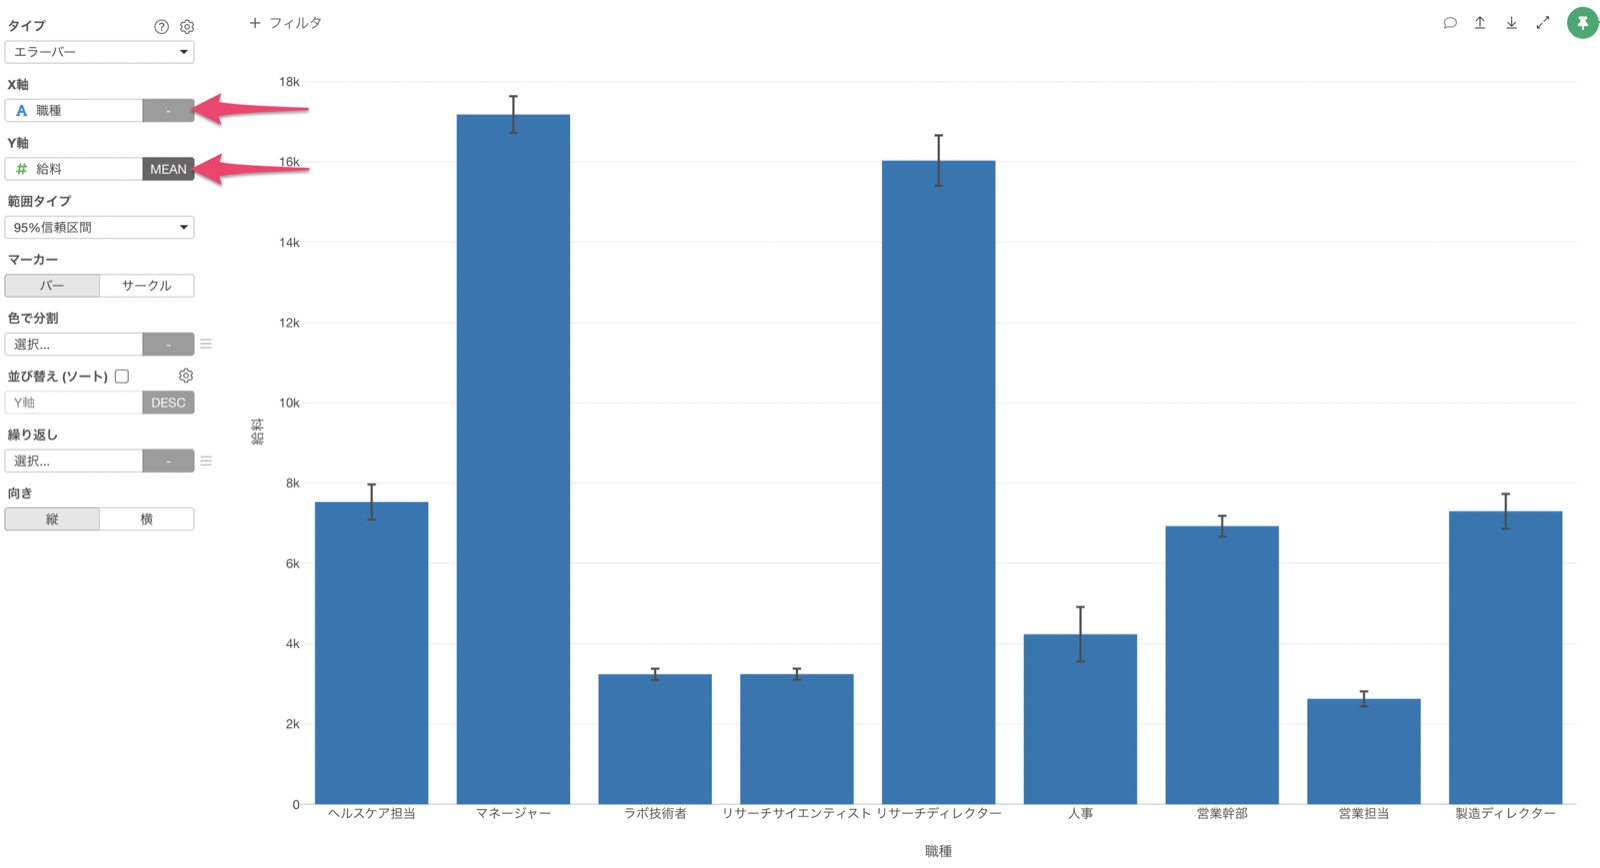 タイプ
エラーバー
X軸
A 職種 -
Y軸
# 給料 MEAN
範囲タイプ
95%信頼区間
マーカー
バー サークル
色で分割
選択... -
並び替え (ソート)
Y軸 DESC
繰り返し
選択... -
向き
縦 横
+ フィルタ
18k
16k
14k
12k
10k
8k
6k
4k
2k
0
給料
ヘルスケア担当 マネージャー ラボ技術者 リサーチサイエンティスト リサーチディレクター 人事 営業幹部 営業担当 製造ディレクター
職種